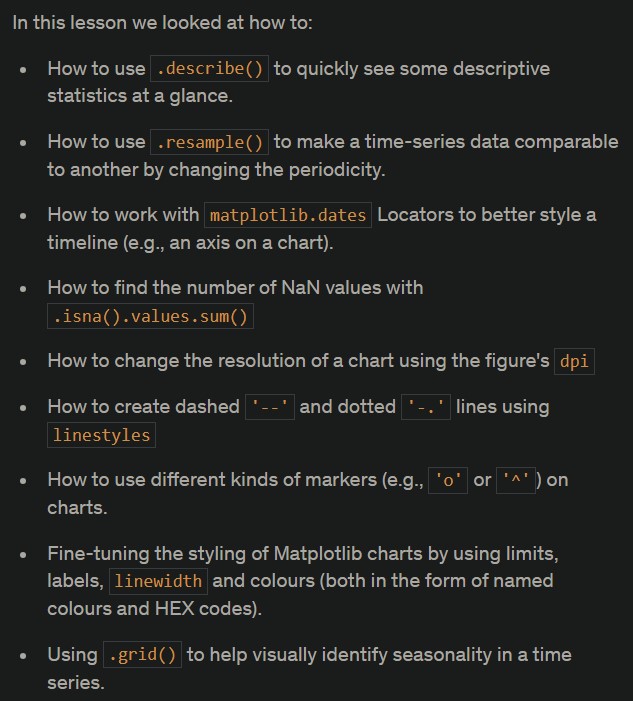 In this lesson we looked at how to:
• How to use .describe() to quickly see some descriptive
statistics at a glance.
• How to use .resample() to make a time-series data comparable
to another by changing the periodicity.
• How to work with matplotlib.dates Locators to better style a
timeline (e.g., an axis on a chart).
• How to find the number of NaN values with
.isna().values.sum()
• How to change the resolution of a chart using the figure's dpi
• How to create dashed '--' and dotted '-.' lines using
linestyles
• How to use different kinds of markers (e.g., 'o' or '^') on
charts.
• Fine-tuning the styling of Matplotlib charts by using limits,
labels, linewidth and colours (both in the form of named
colours and HEX codes).
• Using .grid() to help visually identify seasonality in a time
series.